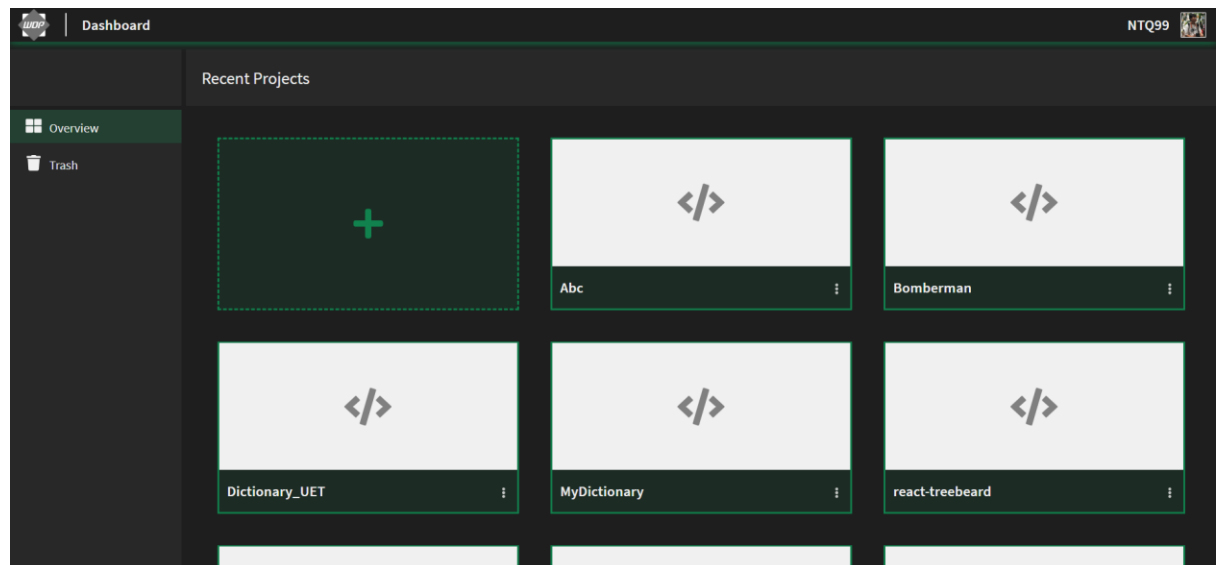 WDP Dashboard NTQ99
Recent Projects
Overview
Trash
Abc
Bomberman
Dictionary_UET
MyDictionary
react-treebeard